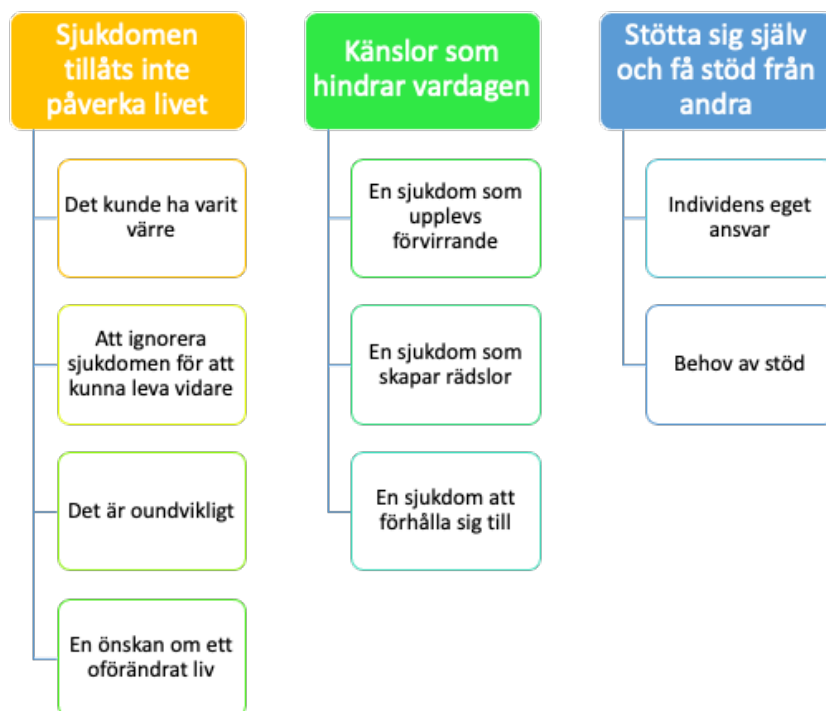 Sjukdomen
tillåts inte
påverka livet
Det kunde ha varit
värre
Att ignorera
sjukdomen för att
kunna leva vidare
Det är oundvikligt
En önskan om ett
oförändrat liv
Känslor som
hindrar vardagen
En sjukdom som
upplevs
förvirrande
En sjukdom som
skapar rädslor
En sjukdom att
förhålla sig till
Stötta sig själv
och få stöd från
andra
Individens eget
ansvar
Behov av stöd